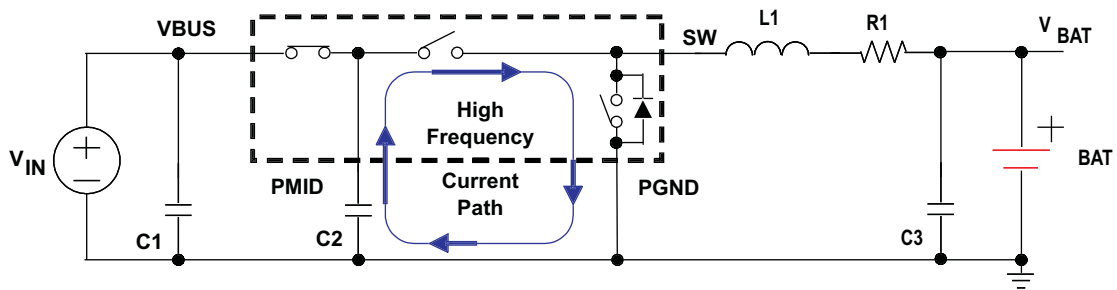 VBUS
SW
L1
R1
V BAT
High
Frequency
V IN
+
BAT
PMID
Current
Path
PGND
C1
C2
C3